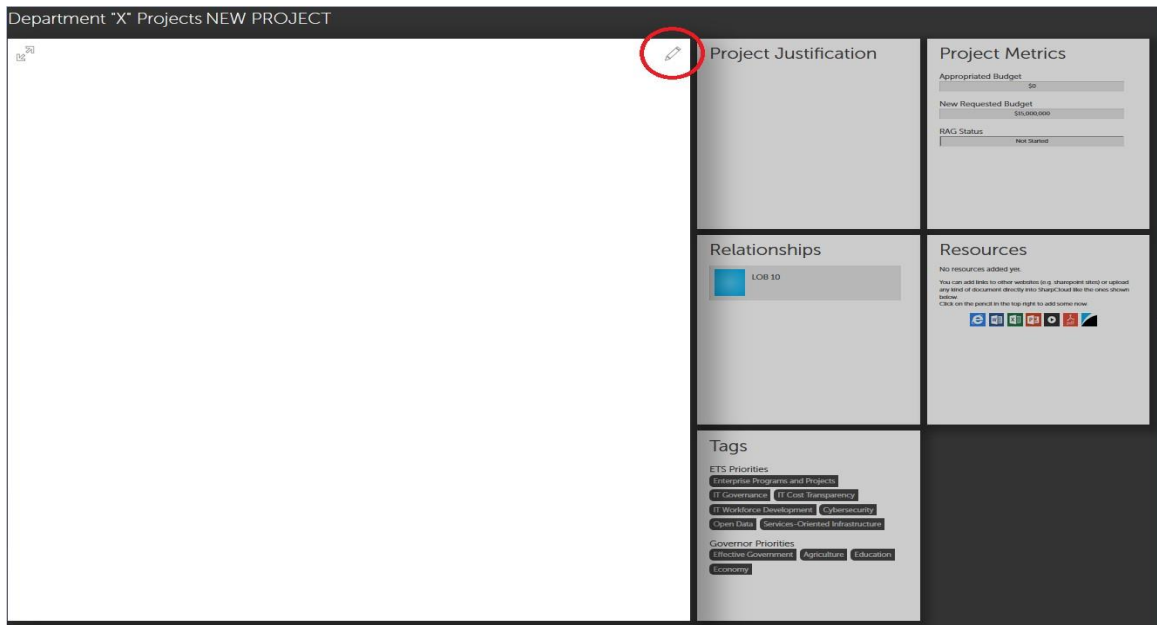 Department "X" Projects NEW PROJECT
Project Justification
Project Metrics
Appropriated Budget
$0
New Requested Budget
$15,000,000
RAG Status
Not Started
Relationships
LOB 10
Resources
No resources added yet.
You can add links to other websites (e.g. sharepoint sites) or upload
any kind of document directly into SharpCloud like the ones shown
below
Click on the pencil in the top right to add some now
Tags
ETS Priorities
Enterprise Programs and Projects
IT Governance IT Cost Transparency
IT Workforce Development Cybersecurity
Open Data Services-Oriented Infrastructure
Governor Priorities
Effective Government Agriculture Education
Economy